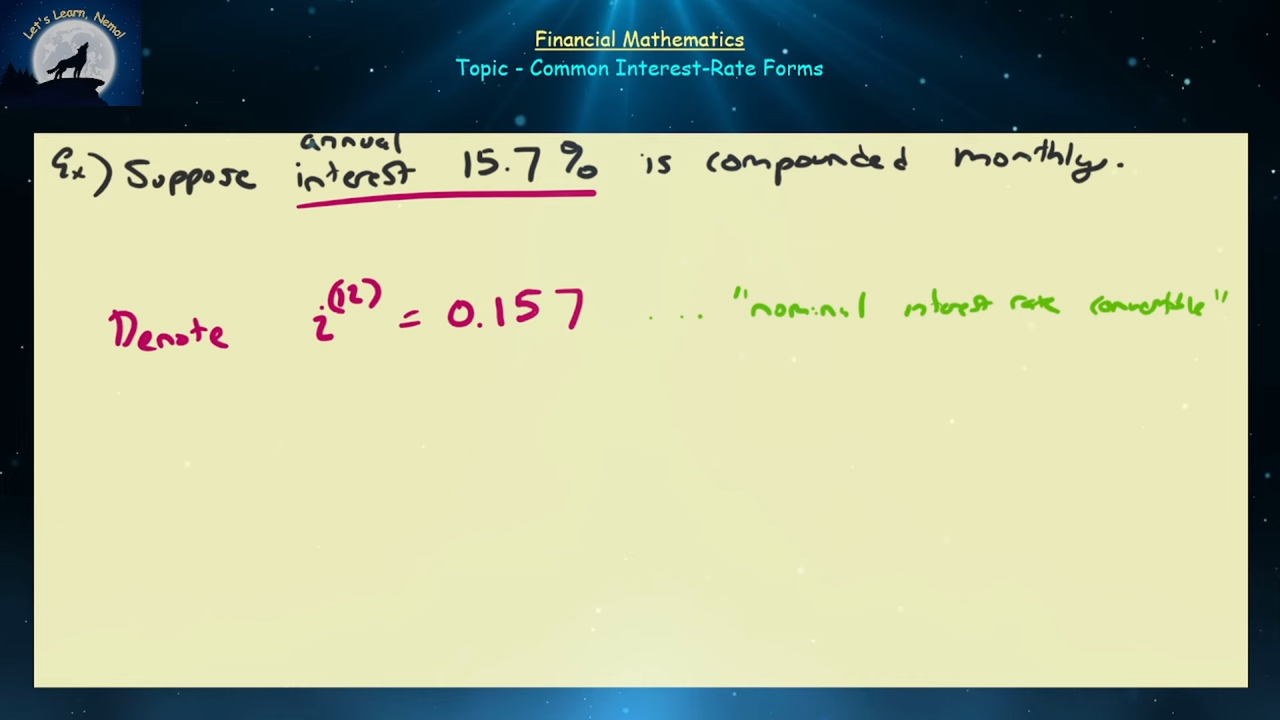 Let's Learn, Nemo!
Financial Mathematics
Topic - Common Interest-Rate Forms
Ex) Suppose annual interest 15.7% is compounded monthly.
Denote i^(12) = 0.157 ... "nominal interest rate convertible"